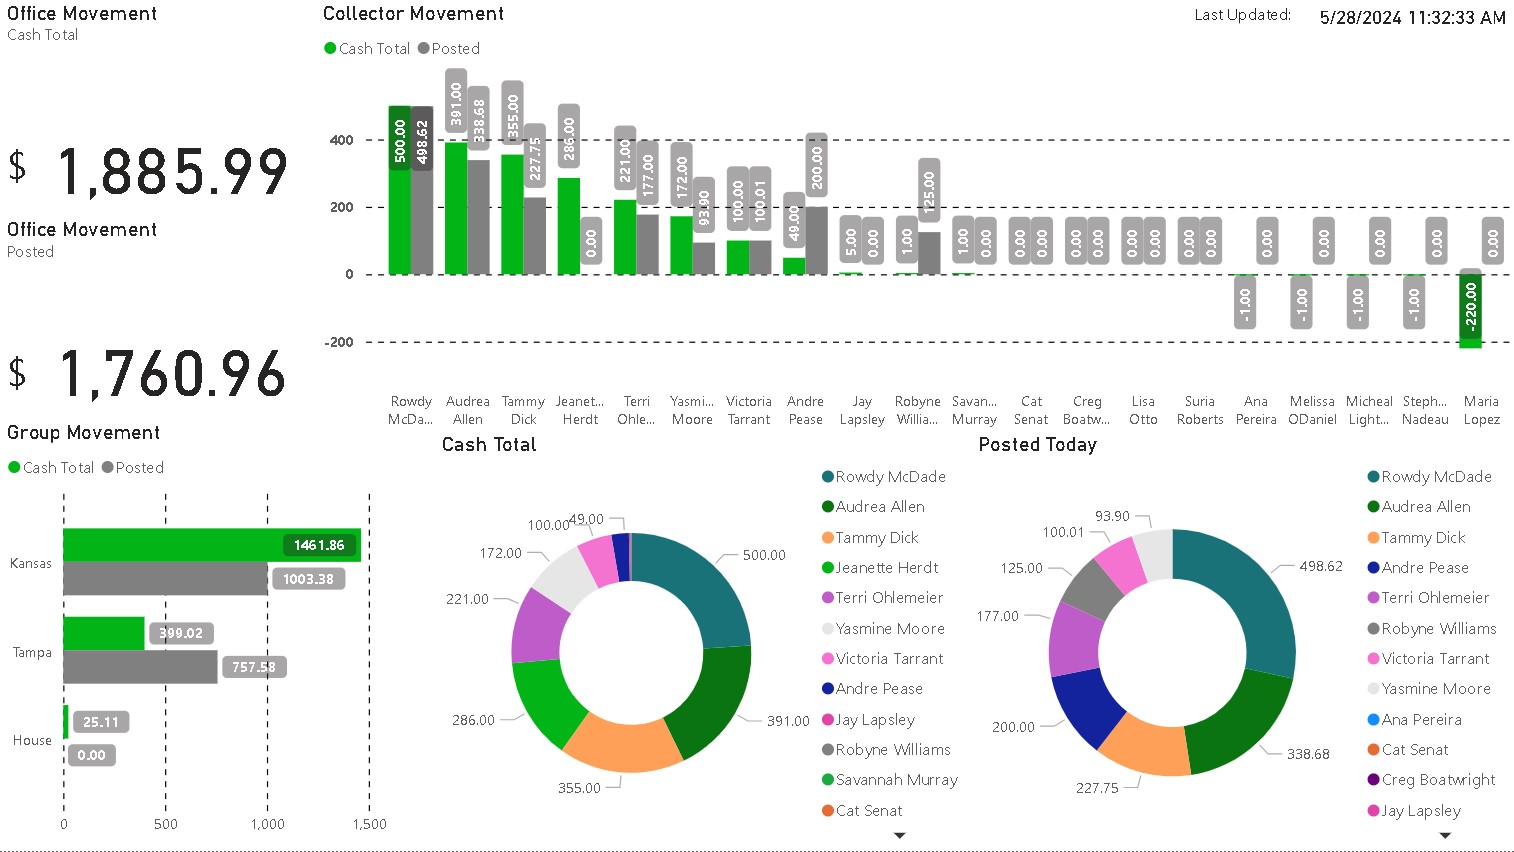 Office Movement
Cash Total
$ 1,885.99
Office Movement
Posted
$ 1,760.96
Collector Movement
Last Updated: 5/28/2024 11:32:33 AM
Cash Total Posted
400
200
0
-200
500.00 498.62 391.00 338.68 355.00 227.75 286.00 0.00 221.00 177.00 172.00 93.90 100.00 100.01 49.00 200.00 5.00 0.00 1.00 125.00 1.00 0.00 0.00 0.00 0.00 0.00 0.00 0.00 0.00 0.00 -1.00 0.00 -1.00 0.00 -1.00 0.00 -1.00 0.00 -220.00 0.00
Rowdy McDa...
Audrea Allen
Tammy Dick
Jeanet... Herdt
Terri Ohle...
Yasmi... Moore
Victoria Tarrant
Andre Pease
Jay Lapsley
Robyne Willia...
Savan... Murray
Cat Senat
Creg Boatw...
Lisa Otto
Suria Roberts
Ana Pereira
Melissa ODaniel
Micheal Light...
Steph... Nadeau
Maria Lopez
Group Movement
Cash Total Posted
Kansas
1461.86
1003.38
Tampa
399.02
757.58
House
25.11
0.00
0 500 1,000 1,500
Cash Total
500.00
391.00
355.00
286.00
221.00
172.00
100.00
49.00
Rowdy McDade
Audrea Allen
Tammy Dick
Jeanette Herdt
Terri Ohlemeier
Yasmine Moore
Victoria Tarrant
Andre Pease
Jay Lapsley
Robyne Williams
Savannah Murray
Cat Senat
Posted Today
498.62
338.68
227.75
200.00
177.00
125.00
100.01
93.90
Rowdy McDade
Audrea Allen
Tammy Dick
Andre Pease
Terri Ohlemeier
Robyne Williams
Victoria Tarrant
Yasmine Moore
Ana Pereira
Cat Senat
Creg Boatwright
Jay Lapsley